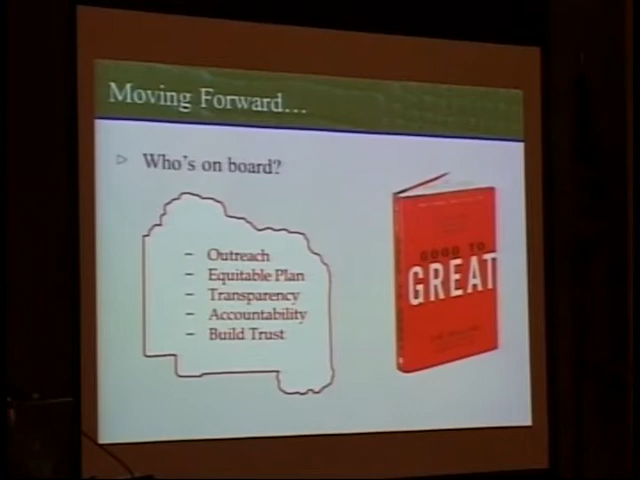 Moving Forward...
▷ Who's on board?
– Outreach
– Equitable Plan
– Transparency
– Accountability
– Build Trust
GOOD TO
GREAT